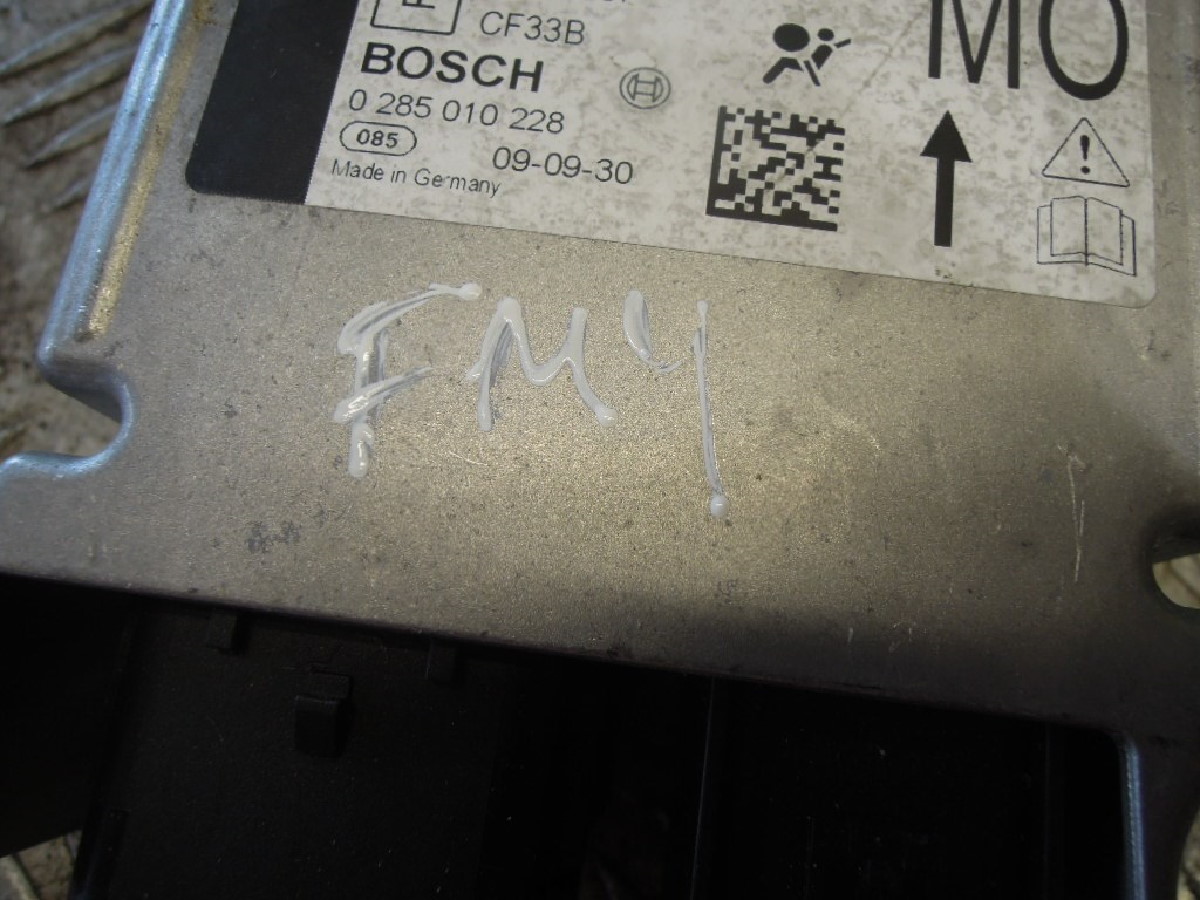 CF33B
MO
BOSCH
0 285 010 228
085
09-09-30
Made in Germany
FM4